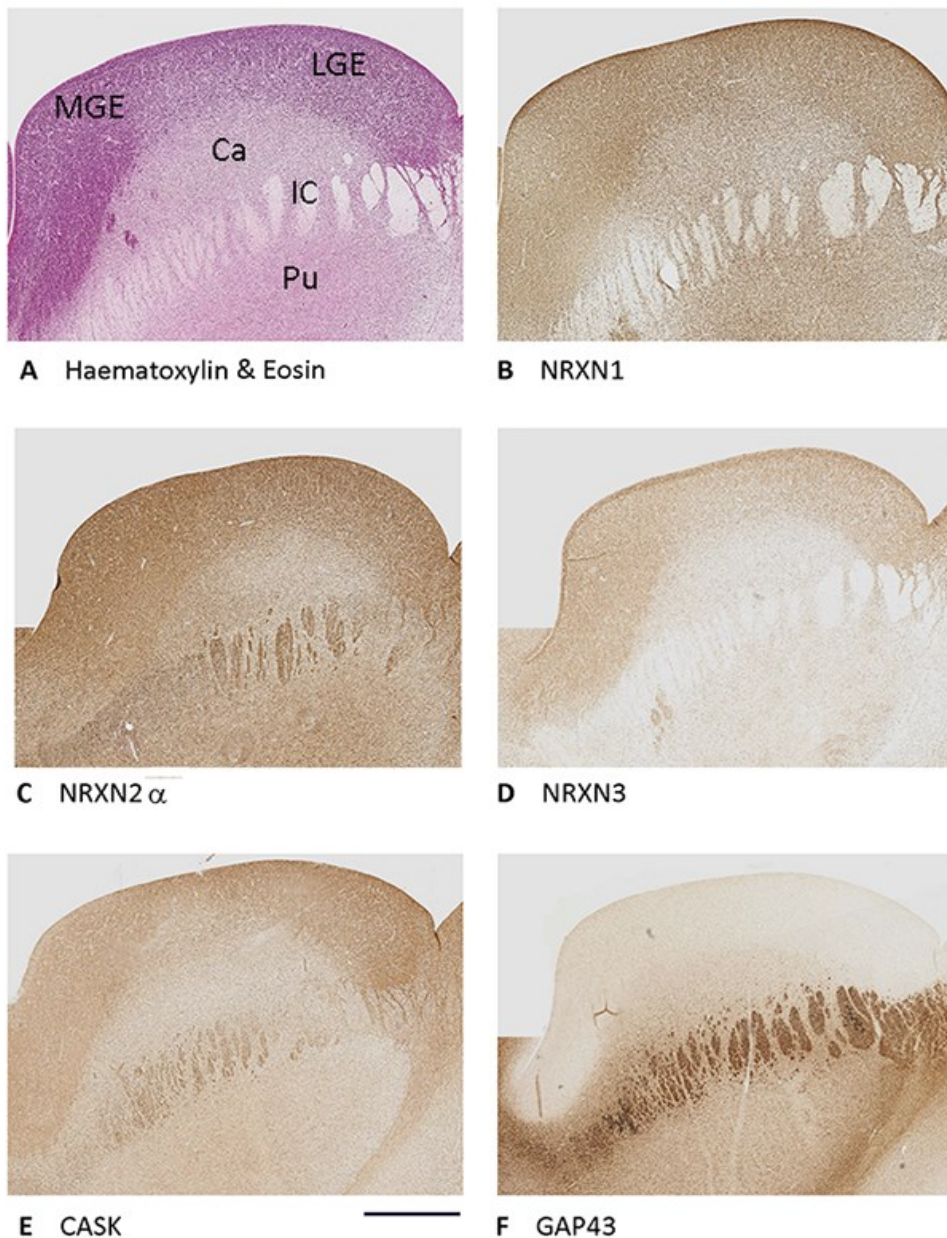 LGE
MGE
Ca
IC
Pu
A Haematoxylin & Eosin
B NRXN1
C NRXN2 α
D NRXN3
E CASK
F GAP43